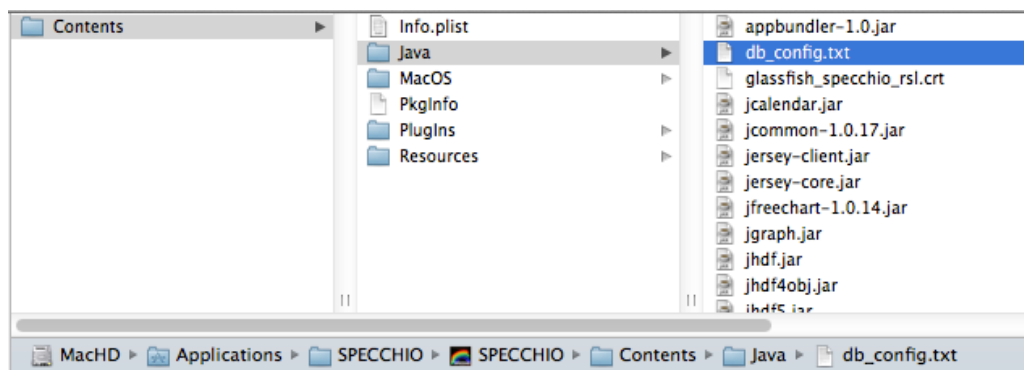 Contents
Info.plist
Java
MacOS
PkgInfo
PlugIns
Resources
appbundler-1.0.jar
db_config.txt
glassfish_specchio_rsl.crt
jcalendar.jar
jcommon-1.0.17.jar
jersey-client.jar
jersey-core.jar
jfreechart-1.0.14.jar
jgraph.jar
jhdf.jar
jhdf4obj.jar
jhdf5.jar
MacHD ▸ Applications ▸ SPECCHIO ▸ SPECCHIO ▸ Contents ▸ Java ▸ db_config.txt